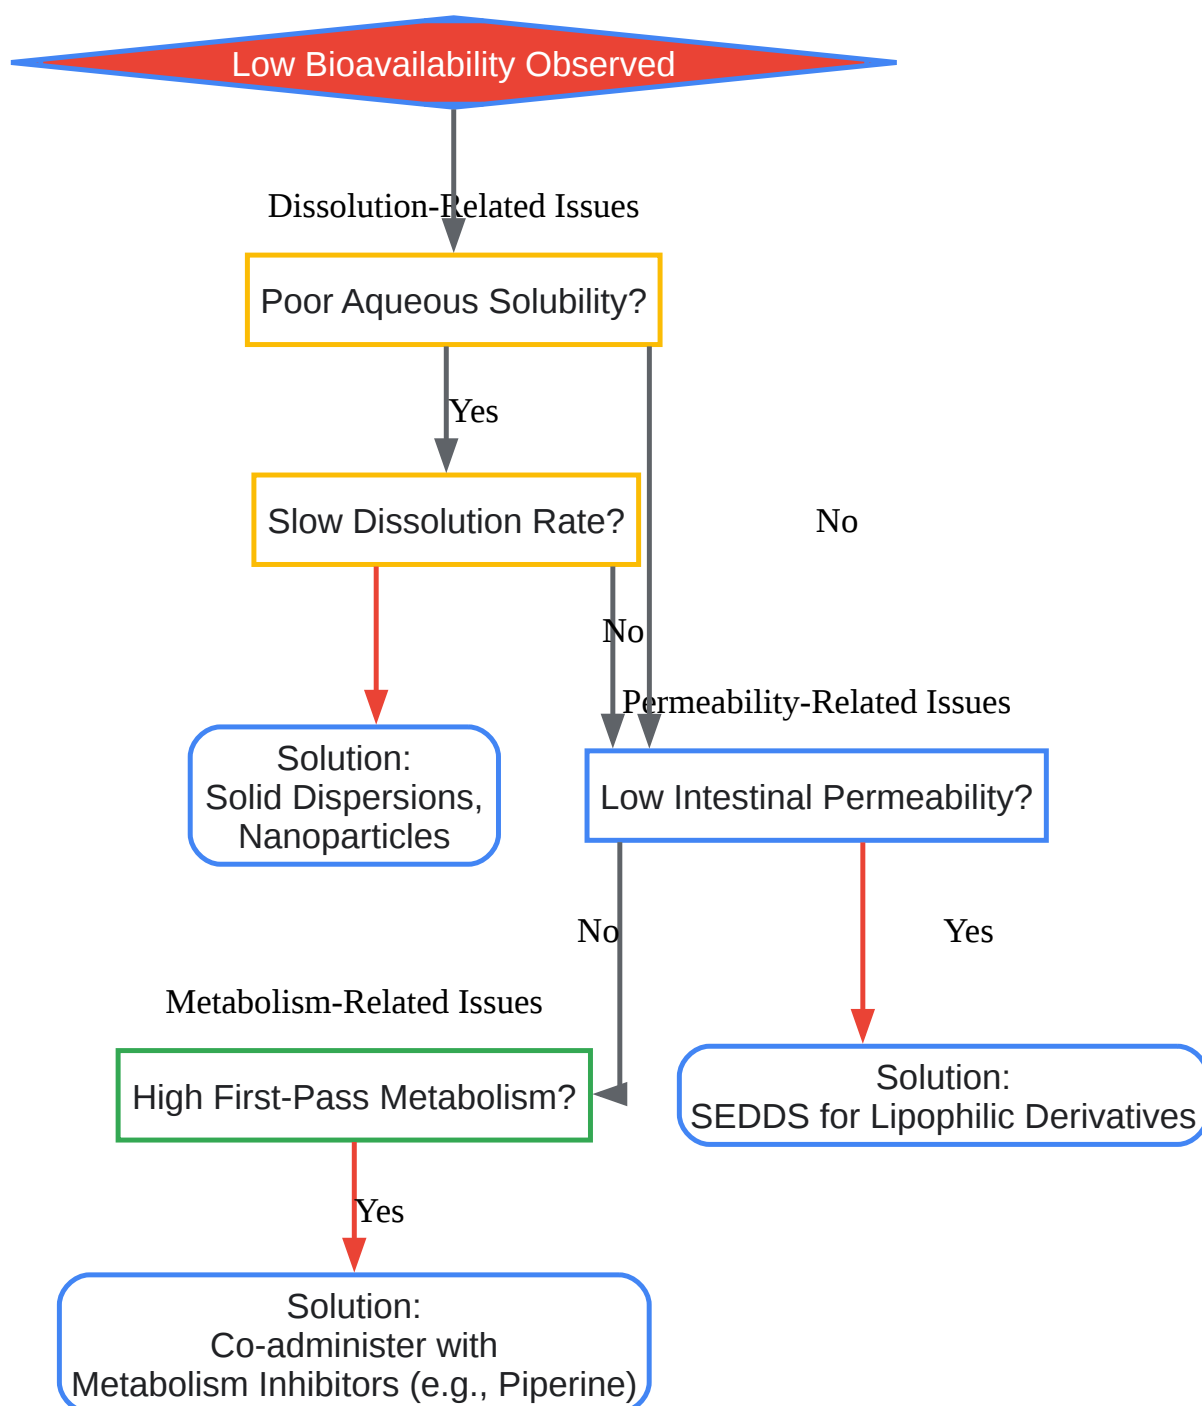 Low Bioavailability Observed
Dissolution-Related Issues
Poor Aqueous Solubility?
Yes
Slow Dissolution Rate?
No
No
Permeability-Related Issues
Solution:
Solid Dispersions,
Nanoparticles
Low Intestinal Permeability?
No
Yes
Metabolism-Related Issues
High First-Pass Metabolism?
Solution:
SEDDS for Lipophilic Derivatives
Yes
Solution:
Co-administer with
Metabolism Inhibitors (e.g., Piperine)